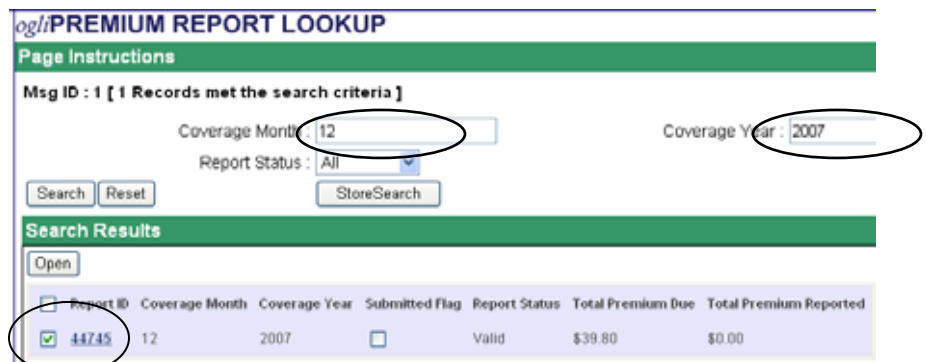 ogliPREMIUM REPORT LOOKUP
Page Instructions
Msg ID : 1 [ 1 Records met the search criteria ]
Coverage Month : 12 Coverage Year : 2007
Report Status : All
Search Reset StoreSearch
Search Results
Open
Report ID Coverage Month Coverage Year Submitted Flag Report Status Total Premium Due Total Premium Reported
44745 12 2007 Valid $39.80 $0.00